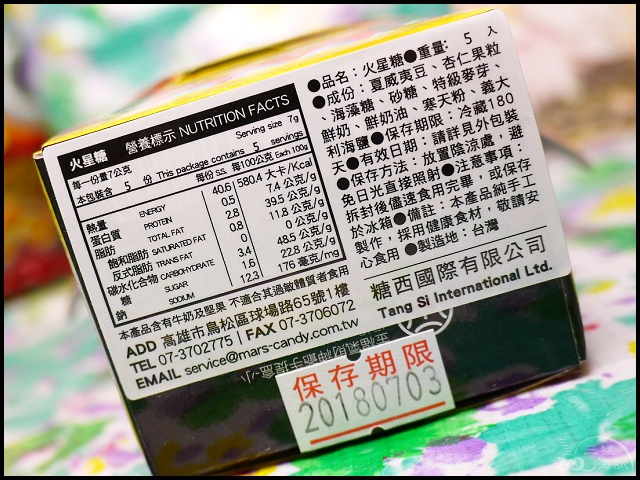 火星糖 營養標示 NUTRITION FACTS
Serving size 7g
每一份量7公克
本包裝含 5 份 This package contains 5 servings
每份 S.S. 每100公克 Each 100g
熱量 ENERGY 40.6 580.4 大卡/Kcal
蛋白質 PROTEIN 0.5 7.4 公克/g
脂肪 TOTAL FAT 2.8 39.5 公克/g
飽和脂肪 SATURATED FAT 0.8 11.8 公克/g
反式脂肪 TRANS FAT 0 0 公克/g
碳水化合物 CARBOHYDRATE 3.4 48.5 公克/g
糖 SUGAR 1.6 22.8 公克/g
鈉 SODIUM 12.3 176 毫克/mg
本產品含有牛奶及堅果 不適合其過敏體質者食用
ADD 高雄市鳥松區球場路65號1樓
TEL 07-3702775 | FAX 07-3706072
EMAIL service@mars-candy.com.tw
●品名：火星糖●重量：5 入
●成份：夏威夷豆、杏仁果粒
、海藻糖、砂糖、特級麥芽、
鮮奶、鮮奶油、寒天粉、義大
利海鹽●保存期限：冷藏180
天●有效日期：請詳見外包裝
●保存方法：放置陰涼處，避
免日光直接照射●注意事項：
拆封後儘速食用完畢，或保存
於冰箱●備註：本產品純手工
製作，採用健康食材，敬請安
心食用 ●製造地：台灣
糖西國際有限公司
Tang Si International Ltd.
保存期限
20180703